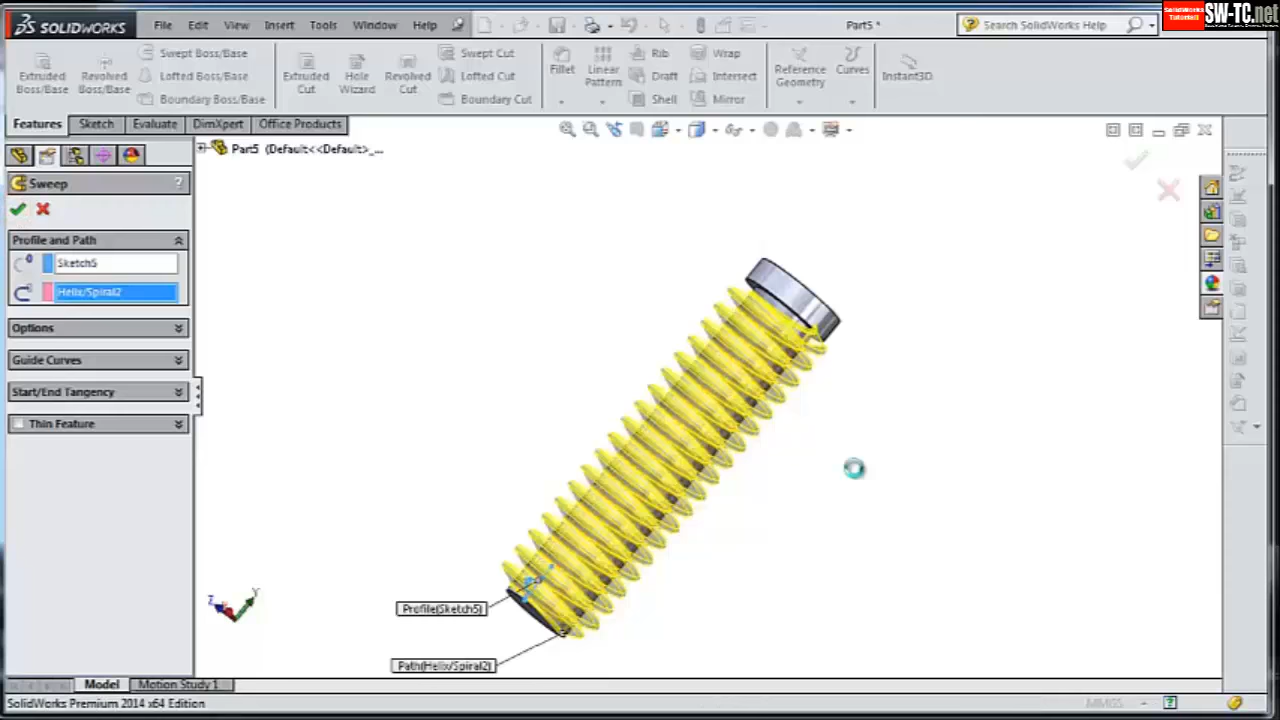 SOLIDWORKS File Edit View Insert Tools Window Help Part5 * Search SolidWorks Help SolidWorks Tutorial SW-TC.net
Extruded Boss/Base
Revolved Boss/Base
Swept Boss/Base
Lofted Boss/Base
Boundary Boss/Base
Extruded Cut
Hole Wizard
Revolved Cut
Swept Cut
Lofted Cut
Boundary Cut
Fillet
Linear Pattern
Rib
Draft
Shell
Wrap
Intersect
Mirror
Reference Geometry
Curves
Instant3D
Features Sketch Evaluate DimXpert Office Products
Part5 (Default<<Default>_...
Sweep ?
Profile and Path
Sketch5
Helix/Spiral2
Options
Guide Curves
Start/End Tangency
Thin Feature
Z Y
Profile(Sketch5)
Path(Helix/Spiral2)
Model Motion Study 1
SolidWorks Premium 2014 x64 Edition MMGS